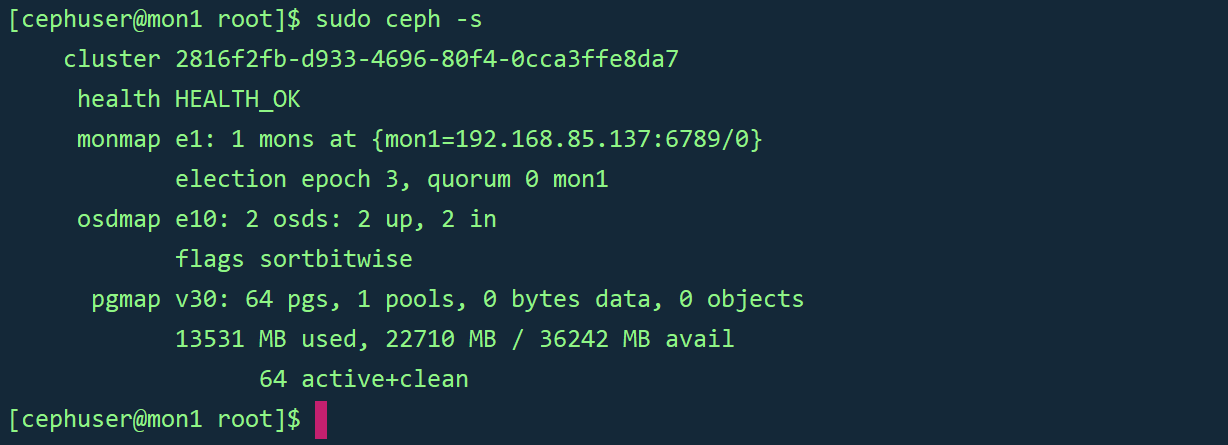 [cephuser@mon1 root]$ sudo ceph -s
cluster 2816f2fb-d933-4696-80f4-0cca3ffe8da7
health HEALTH_OK
monmap e1: 1 mons at {mon1=192.168.85.137:6789/0}
election epoch 3, quorum 0 mon1
osdmap e10: 2 osds: 2 up, 2 in
flags sortbitwise
pgmap v30: 64 pgs, 1 pools, 0 bytes data, 0 objects
13531 MB used, 22710 MB / 36242 MB avail
64 active+clean
[cephuser@mon1 root]$